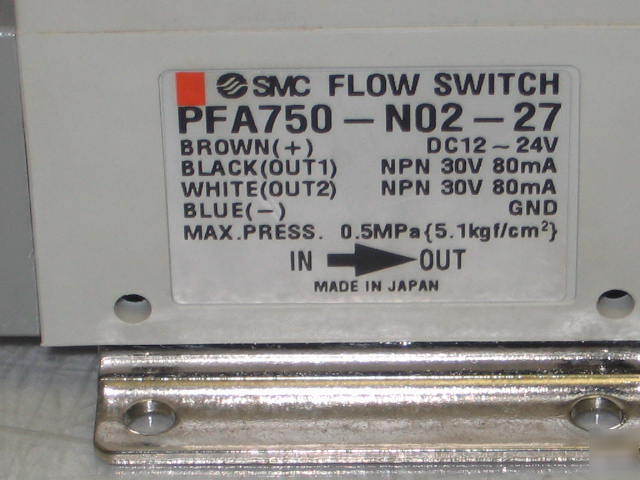 SMC FLOW SWITCH
PFA750-N02-27
BROWN(+) DC12~24V
BLACK(OUT1) NPN 30V 80mA
WHITE(OUT2) NPN 30V 80mA
BLUE(-) GND
MAX.PRESS. 0.5MPa{5.1kgf/cm²}
IN OUT
MADE IN JAPAN